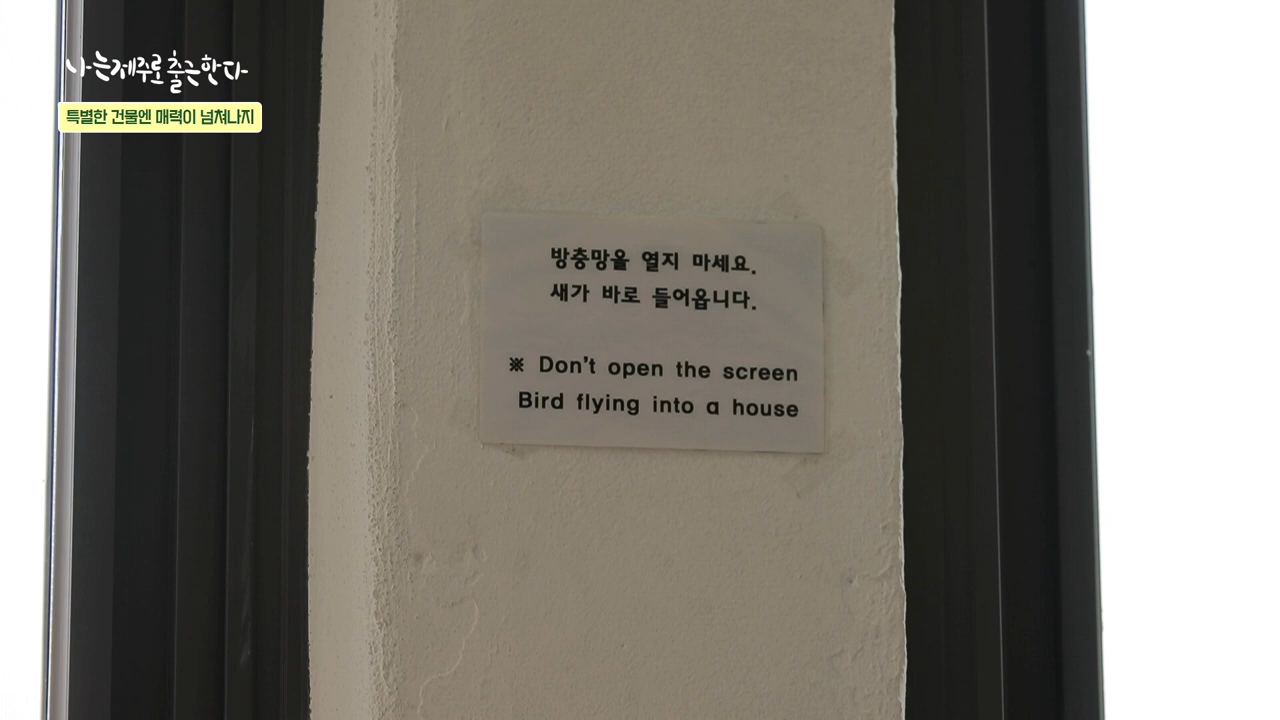 나는 제주로 출근한다
특별한 건물엔 매력이 넘쳐나지
방충망을 열지 마세요.
새가 바로 들어옵니다.
※ Don't open the screen
Bird flying into a house